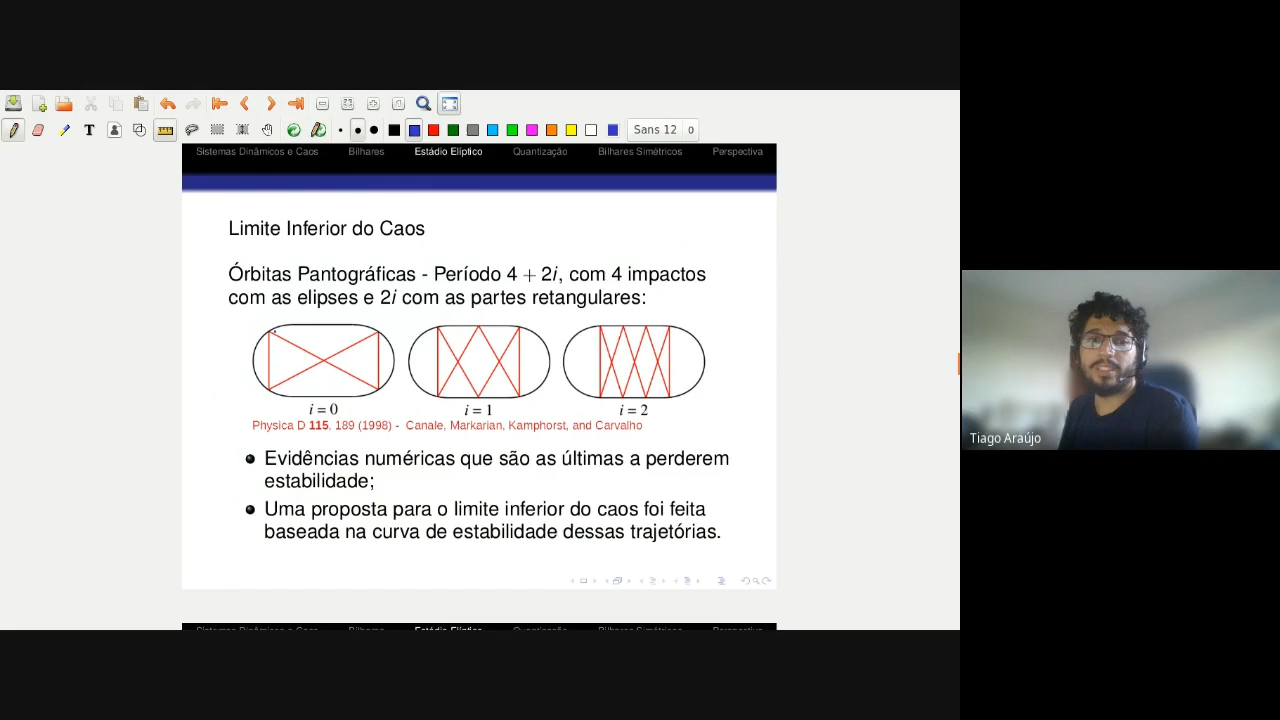 T
Sans 12 0
Sistemas Dinâmicos e Caos Bilhares Estádio Elíptico Quantização Bilhares Simétricos Perspectiva
Limite Inferior do Caos
Órbitas Pantográficas - Período 4 + 2i, com 4 impactos
com as elipses e 2i com as partes retangulares:
i = 0 i = 1 i = 2
Physica D 115, 189 (1998) - Canale, Markarian, Kamphorst, and Carvalho
Evidências numéricas que são as últimas a perderem
estabilidade;
Uma proposta para o limite inferior do caos foi feita
baseada na curva de estabilidade dessas trajetórias.
Tiago Araújo